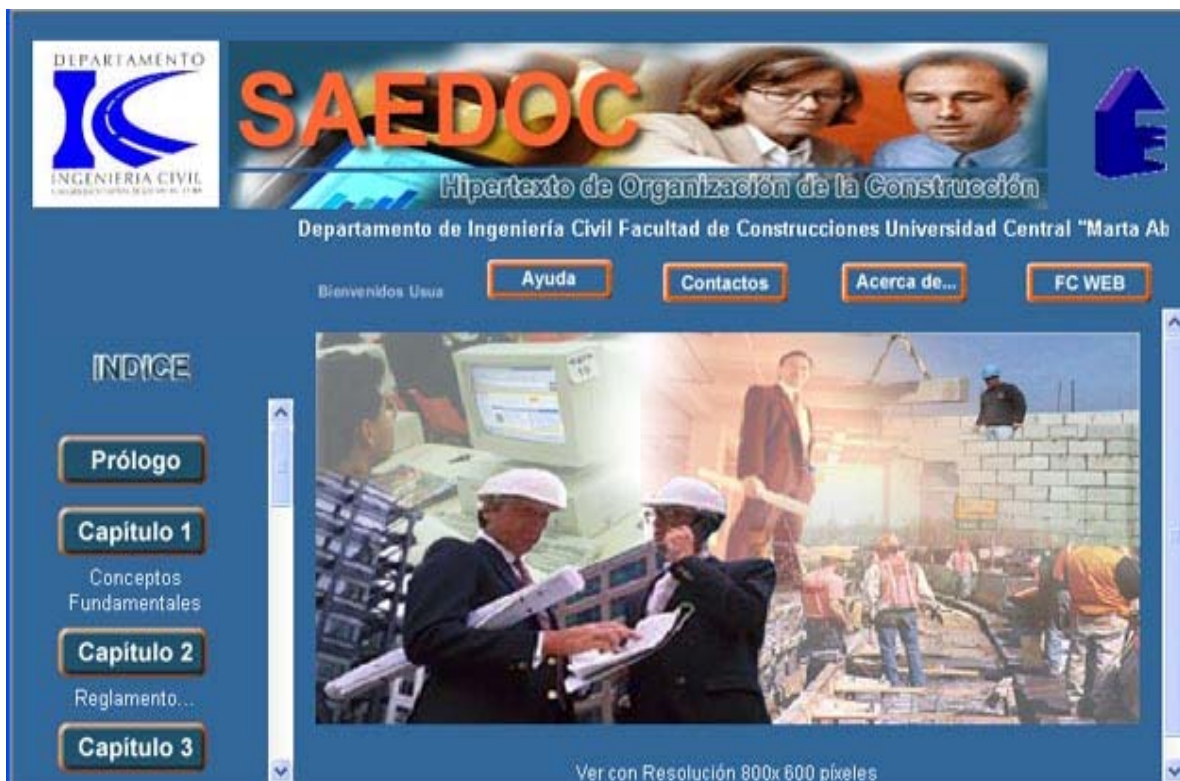 DEPARTAMENTO
INGENIERIA CIVIL
SAEDOC
Hipertexto de Organización de la Construcción
Departamento de Ingeniería Civil Facultad de Construcciones Universidad Central "Marta Ab
Bienvenidos Usua
Ayuda
Contactos
Acerca de...
FC WEB
INDICE
Prólogo
Capítulo 1
Conceptos
Fundamentales
Capítulo 2
Reglamento...
Capítulo 3
Ver con Resolución 800x 600 píxeles